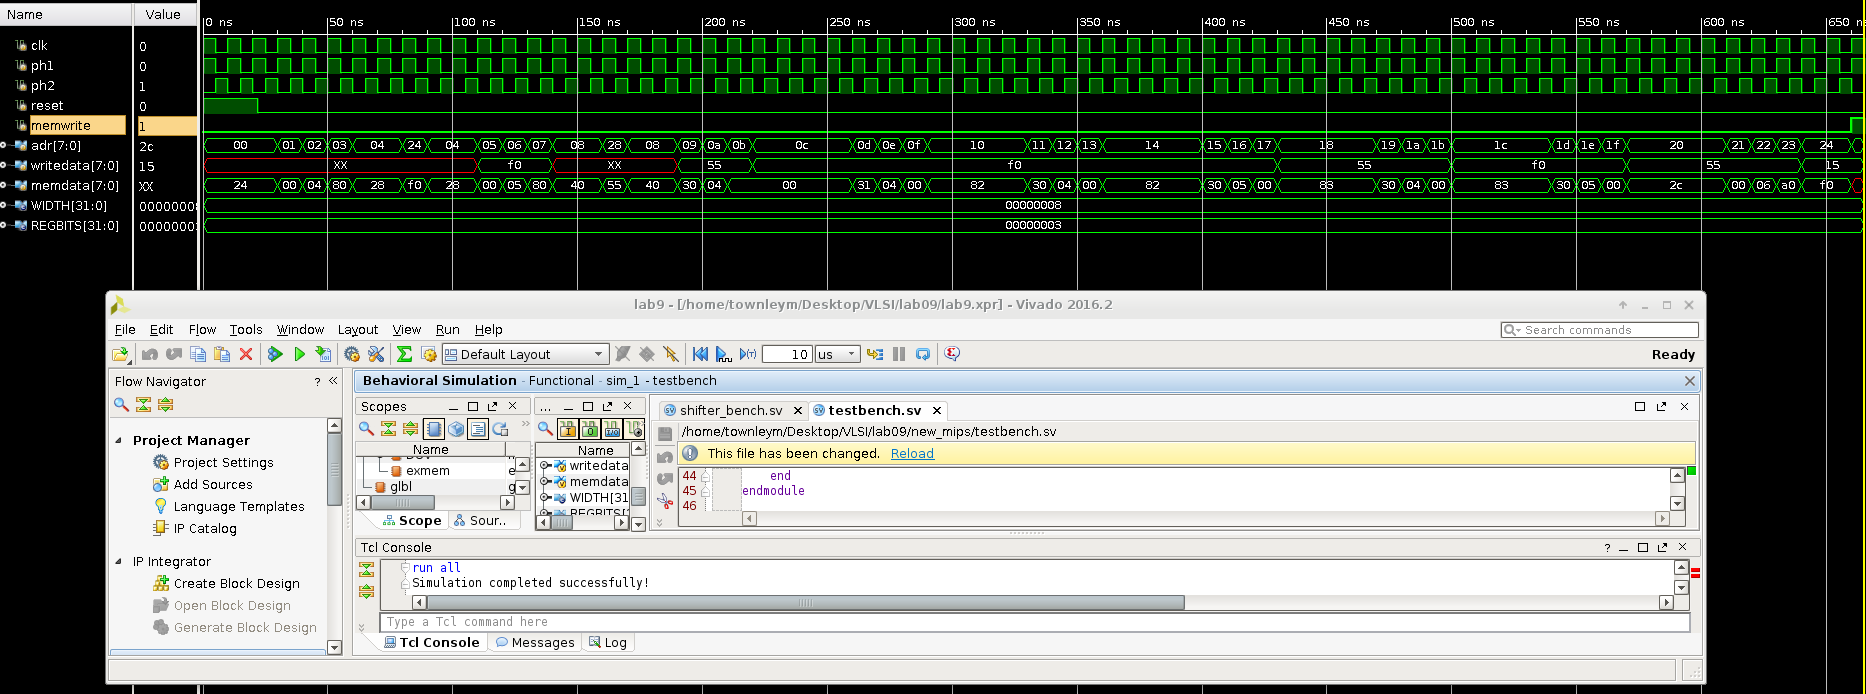 Name Value 0 ns 50 ns 100 ns 150 ns 200 ns 250 ns 300 ns 350 ns 400 ns 450 ns 500 ns 550 ns 600 ns 650 n
clk 0
ph1 0
ph2 1
reset 0
memwrite 1
adr[7:0] 2c 00 01 02 03 04 24 04 05 06 07 08 28 08 09 0a 0b 0c 0d 0e 0f 10 11 12 13 14 15 16 17 18 19 1a 1b 1c 1d 1e 1f 20 21 22 23 24
writedata[7:0] 15 XX f0 XX 55 f0 55 f0 55 15
memdata[7:0] XX 24 00 04 80 28 f0 28 00 05 80 40 55 40 30 04 00 31 04 00 82 30 04 00 82 30 05 00 83 30 04 00 83 30 05 00 2c 00 06 a0 f0
WIDTH[31:0] 0000000 00000008
REGBITS[31:0] 0000000 00000003
lab9 - [/home/townleym/Desktop/VLSI/lab09/lab9.xpr] - Vivado 2016.2
File Edit Flow Tools Window Layout View Run Help Search commands
Default Layout 10 us Ready
Flow Navigator ? «
Behavioral Simulation - Functional - sim_1 - testbench
Scopes ... shifter_bench.sv testbench.sv
/home/townleym/Desktop/VLSI/lab09/new_mips/testbench.sv
Project Manager
Name Name
This file has been changed. Reload
Project Settings
exmem e writedata
44 end
Add Sources
glbl g memdata
45 endmodule
Language Templates
WIDTH[31
46
IP Catalog
Scope Sour..
Tcl Console
IP Integrator
run all
Create Block Design
Simulation completed successfully!
Open Block Design
Type a Tcl command here
Generate Block Design
Tcl Console Messages Log